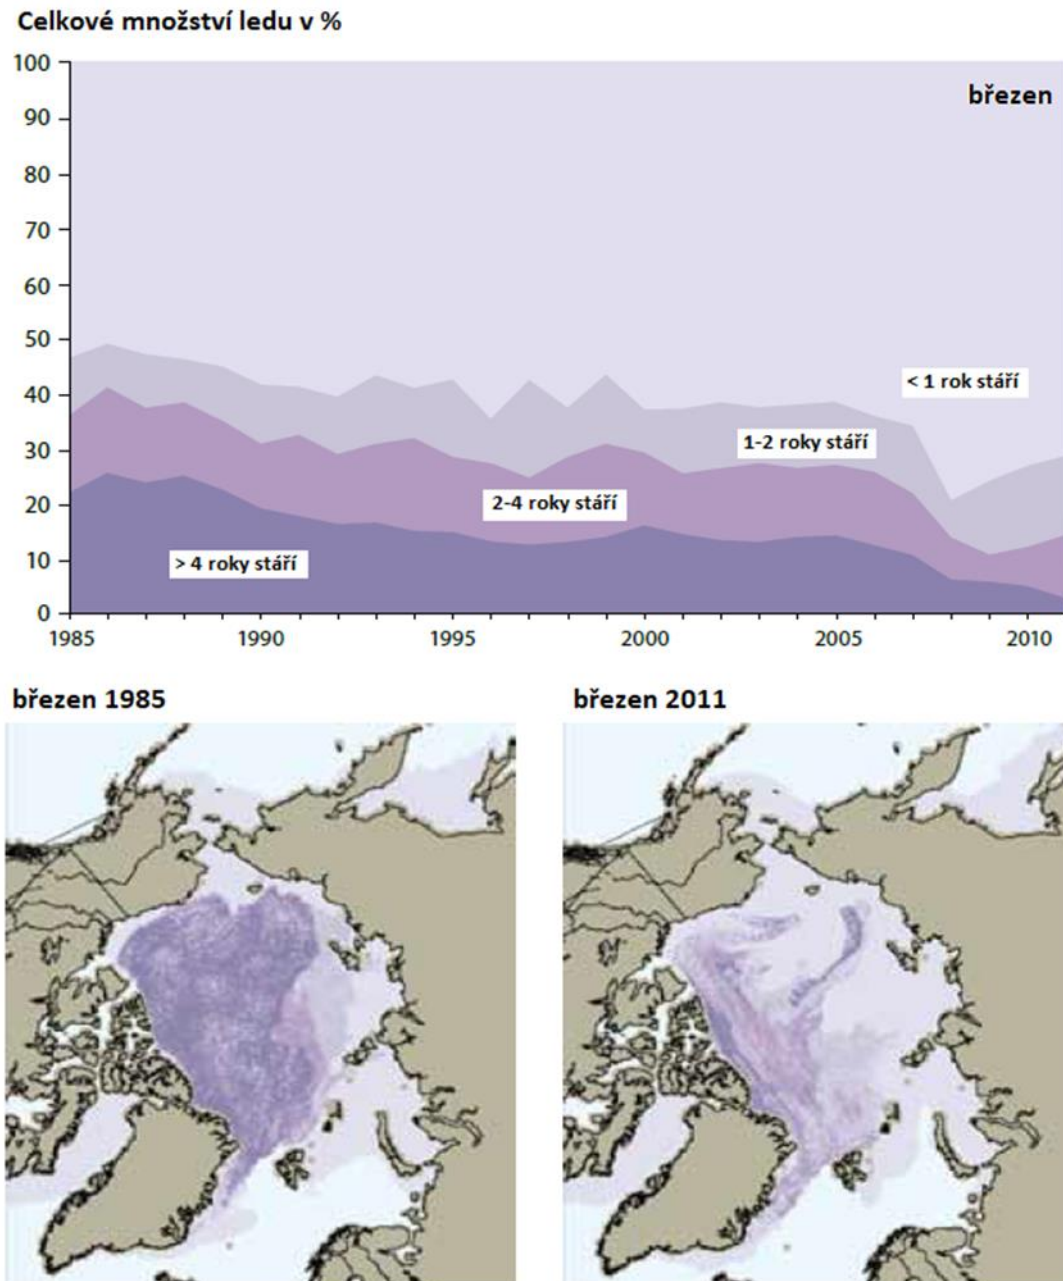 Celkové množství ledu v %
100
březen
90
80
70
60
50
40
< 1 rok stáří
30
1-2 roky stáří
20
2-4 roky stáří
10
> 4 roky stáří
0
1985 1990 1995 2000 2005 2010
březen 1985 březen 2011